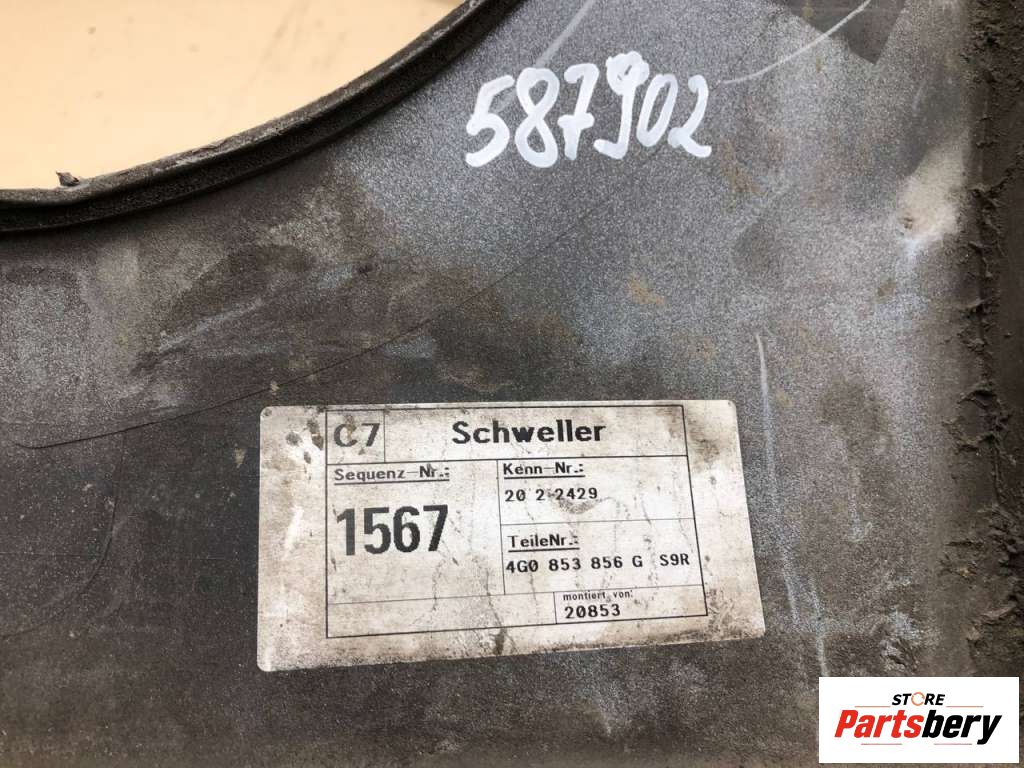 587902
C7 Schweller
Sequenz-Nr.:
1567
Kenn-Nr.:
20 2-2429
TeileNr.:
4G0 853 856 G S9R
montiert von:
20853
STORE
Partsbery